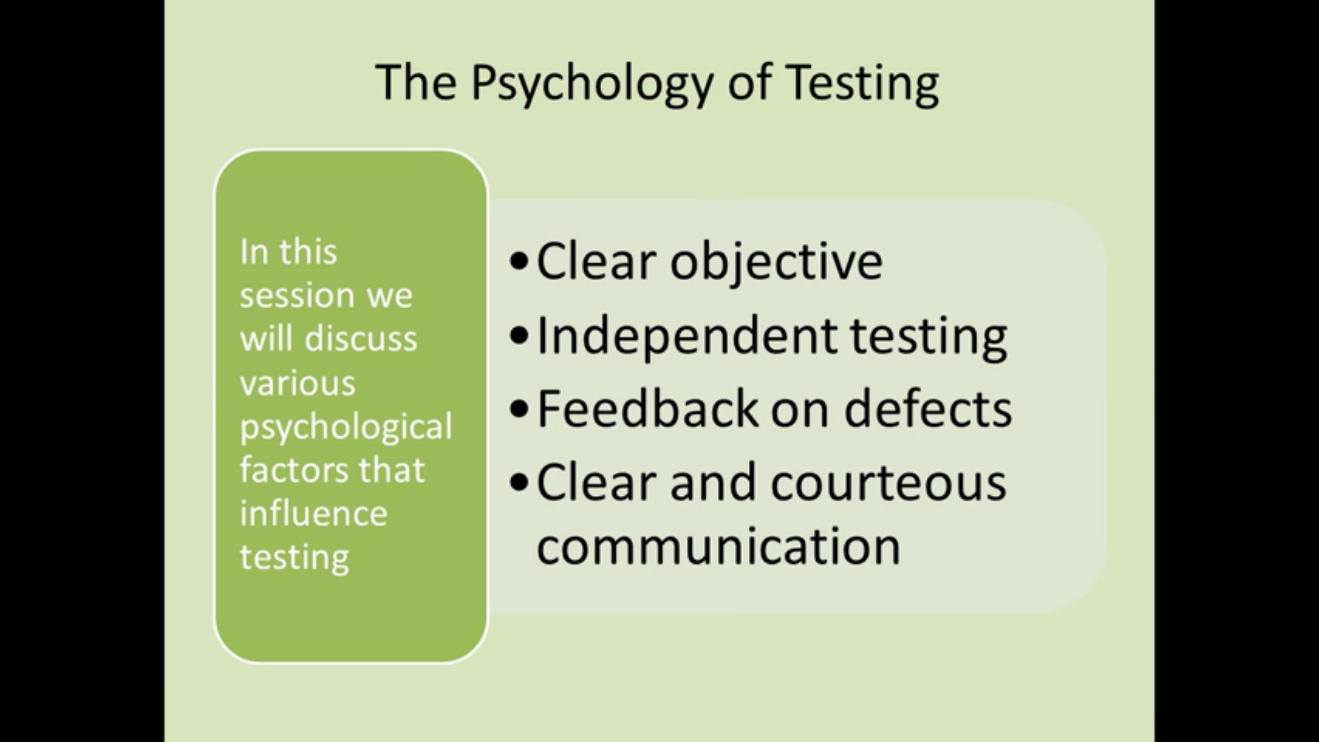 The Psychology of Testing
In this
session we
will discuss
various
psychological
factors that
influence
testing
•Clear objective
•Independent testing
•Feedback on defects
•Clear and courteous
communication